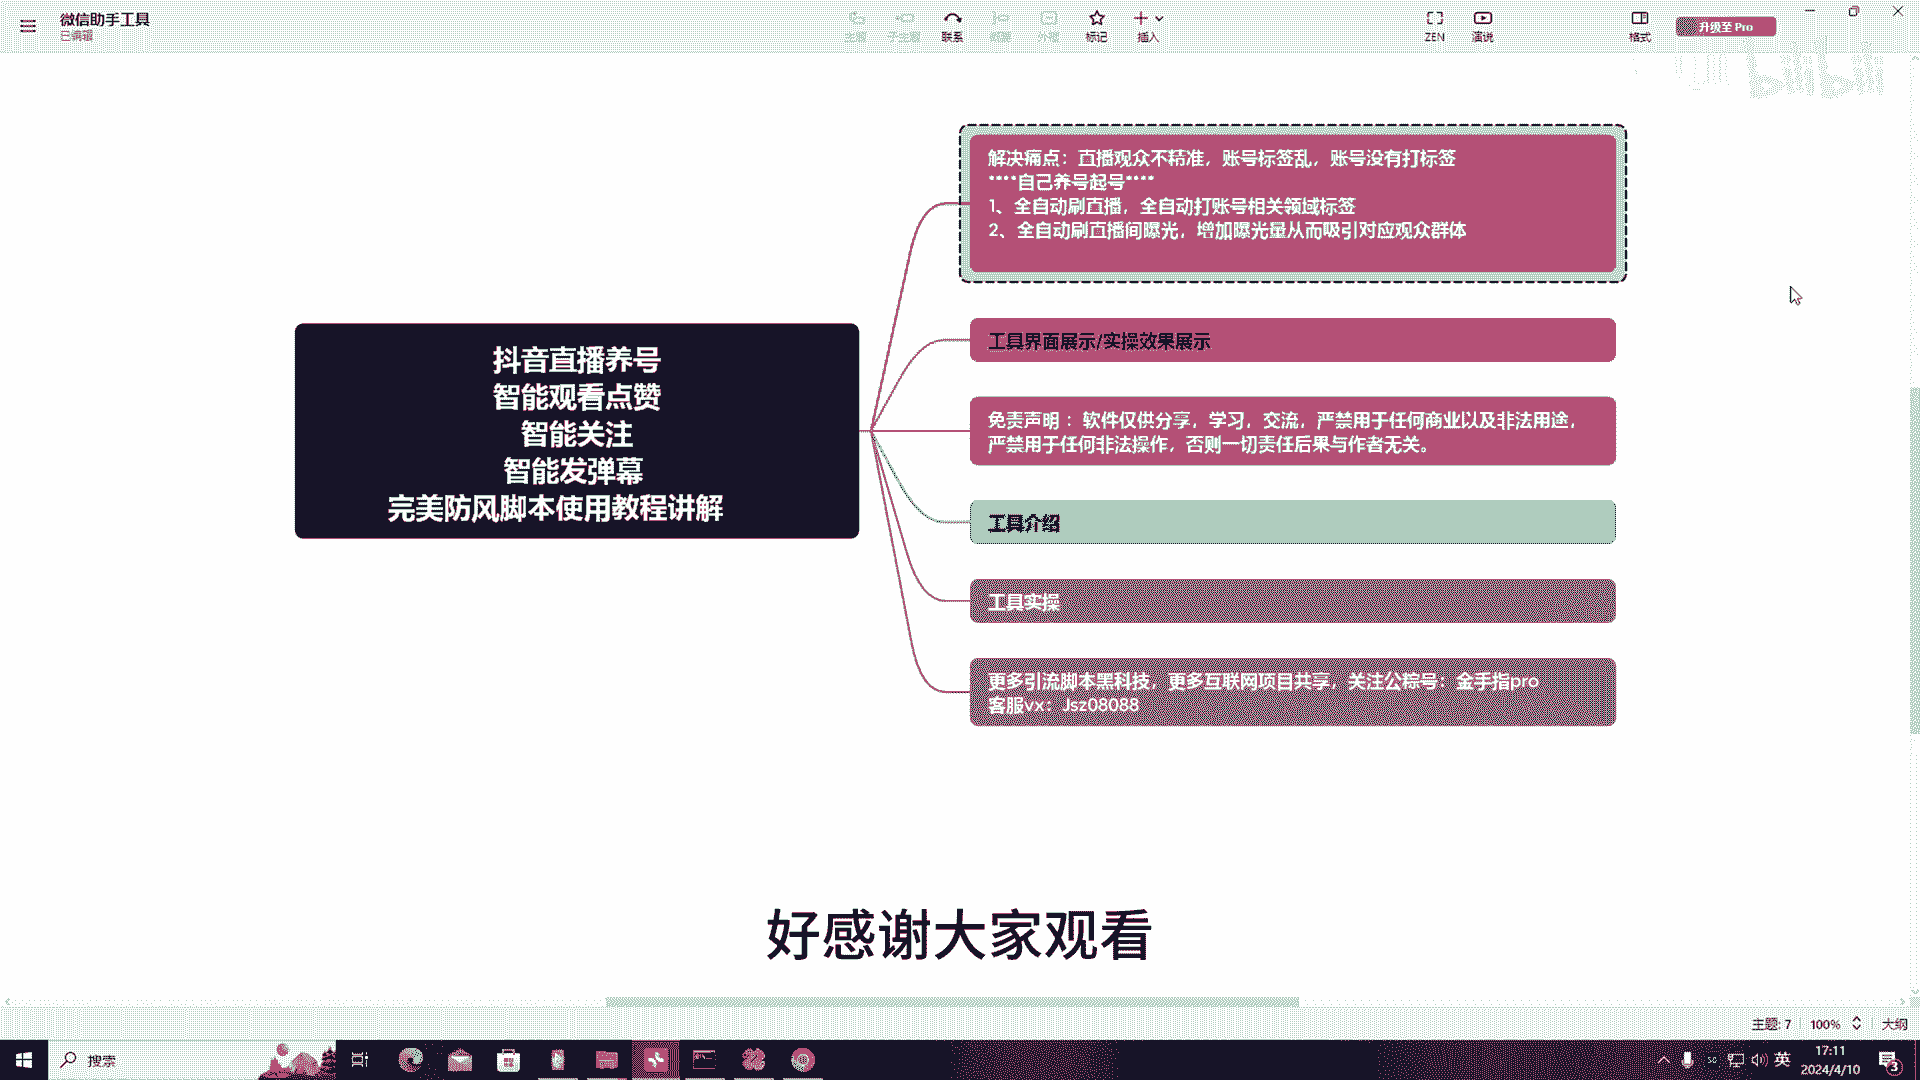 微信助手工具
已编辑
主题
子主题
联系
概要
外框
标记
插入
ZEN
演说
格式
升级至 Pro
bilibili
解决痛点：直播观众不精准，账号标签乱，账号没有打标签
****自己养号起号****
1、全自动刷直播，全自动打账号相关领域标签
2、全自动刷直播间曝光，增加曝光量从而吸引对应观众群体
工具界面展示/实操效果展示
抖音直播养号
智能观看点赞
智能关注
智能发弹幕
完美防风脚本使用教程讲解
免责声明：软件仅供分享，学习，交流，严禁用于任何商业以及非法用途，
严禁用于任何非法操作，否则一切责任后果与作者无关。
工具介绍
工具实操
更多引流脚本黑科技，更多互联网项目共享，关注公粽号：金手指pro
客服vx：Jsz08088
好感谢大家观看
主题: 7
100%
大纲
搜索
英
17:11
2024/4/10
3